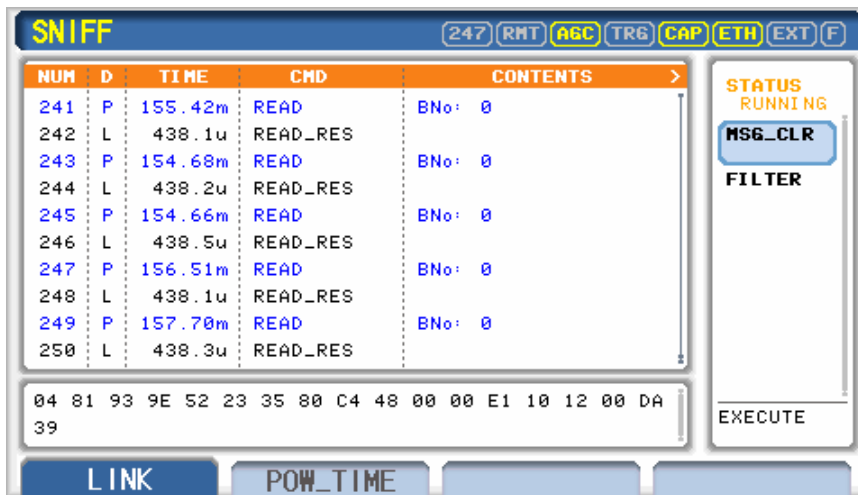 SNIFF 247 RMT AGC TRG CAP ETH EXT F
NUM D TIME CMD CONTENTS >
241 P 155.42m READ BNo: 0
242 L 438.1u READ_RES
243 P 154.68m READ BNo: 0
244 L 438.2u READ_RES
245 P 154.66m READ BNo: 0
246 L 438.5u READ_RES
247 P 156.51m READ BNo: 0
248 L 438.1u READ_RES
249 P 157.70m READ BNo: 0
250 L 438.3u READ_RES
04 81 93 9E 52 23 35 80 C4 48 00 00 E1 10 12 00 DA
39
STATUS
RUNNING
MSG_CLR
FILTER
EXECUTE
LINK POW_TIME